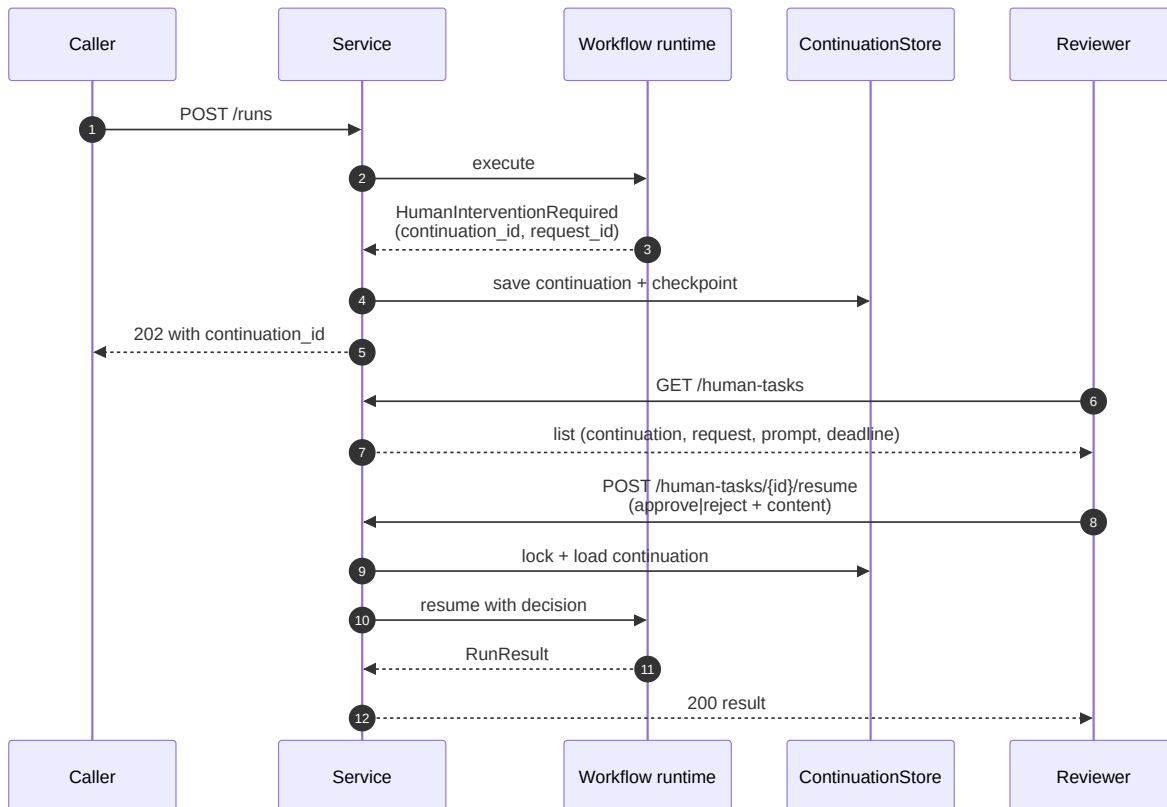 Caller
Service
Workflow runtime
ContinuationStore
Reviewer
1
POST /runs
2
execute
HumanInterventionRequired
(continuation_id, request_id)
3
4
save continuation + checkpoint
202 with continuation_id
5
GET /human-tasks
6
7
list (continuation, request, prompt, deadline)
POST /human-tasks/{id}/resume
(approve|reject + content)
8
9
lock + load continuation
10
resume with decision
RunResult
11
12
200 result
Caller
Service
Workflow runtime
ContinuationStore
Reviewer